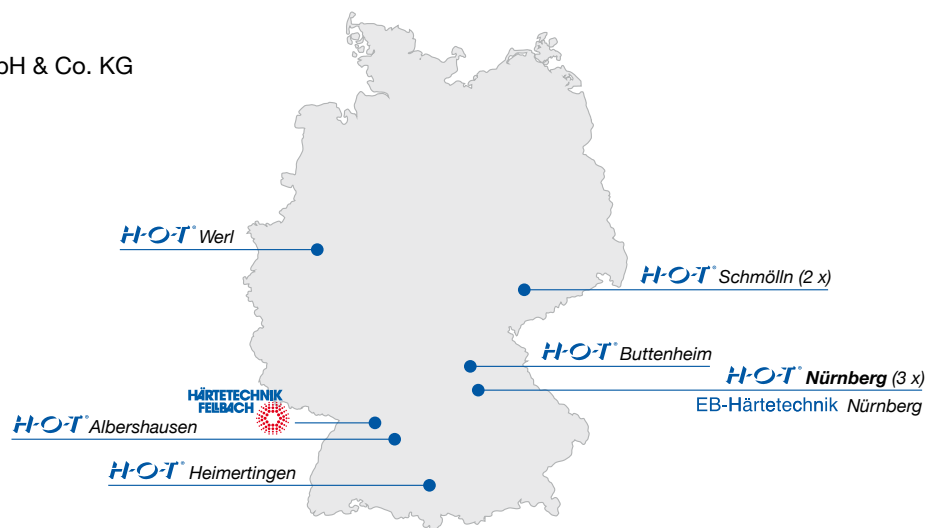 bH & Co. KG
H-O-T® Werl
H-O-T® Schmölln (2 x)
H-O-T® Buttenheim
H-O-T® Nürnberg (3 x)
EB-Härtetechnik Nürnberg
HÄRTETECHNIK
FELLBACH
H-O-T® Albershausen
H-O-T® Heimertingen